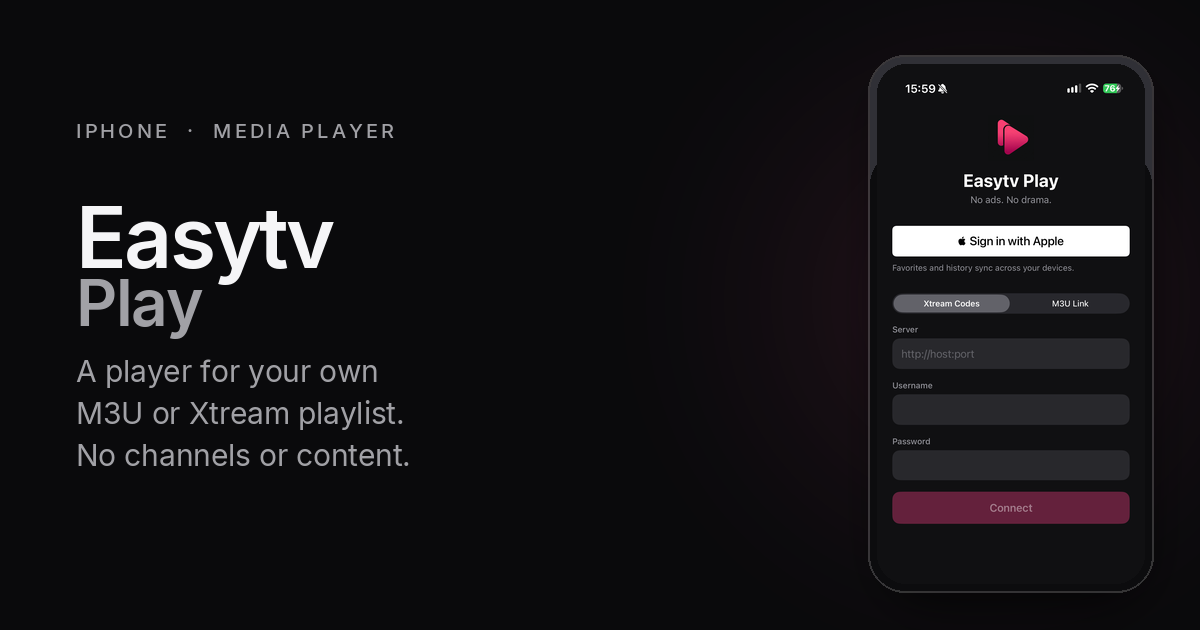 IPHONE · MEDIA PLAYER
Easytv
Play
A player for your own
M3U or Xtream playlist.
No channels or content.
15:59
76
Easytv Play
No ads. No drama.
Sign in with Apple
Favorites and history sync across your devices.
Xtream Codes M3U Link
Server
http://host:port
Username
Password
Connect